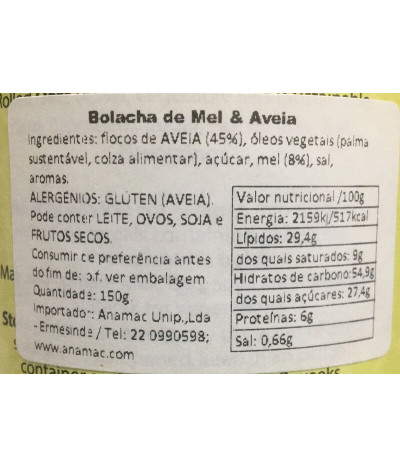 Rolled
Bolacha de Mel & Aveia
Ingredientes: flocos de AVEIA (45%), óleos vegetais (palma
sustentável, colza alimentar), açúcar, mel (8%), sal,
aromas.
ALERGÉNIOS: GLÚTEN (AVEIA).
Pode conter LEITE, OVOS, SOJA e
FRUTOS SECOS.
Consumir de preferência antes
do fim de: p.f. ver embalagem
Quantidade: 150g
Importador: Anamac Unip.,Lda
- Ermesinde / Tel: 22 0990598;
www.anamac.com
Valor nutricional /100g
Energia: 2159kj/517kcal
Lípidos: 29,4g
dos quais saturados: 9g
Hidratos de carbono: 54,9g
dos quais açúcares: 27,4g
Proteínas: 6g
Sal: 0,66g
Ma
container